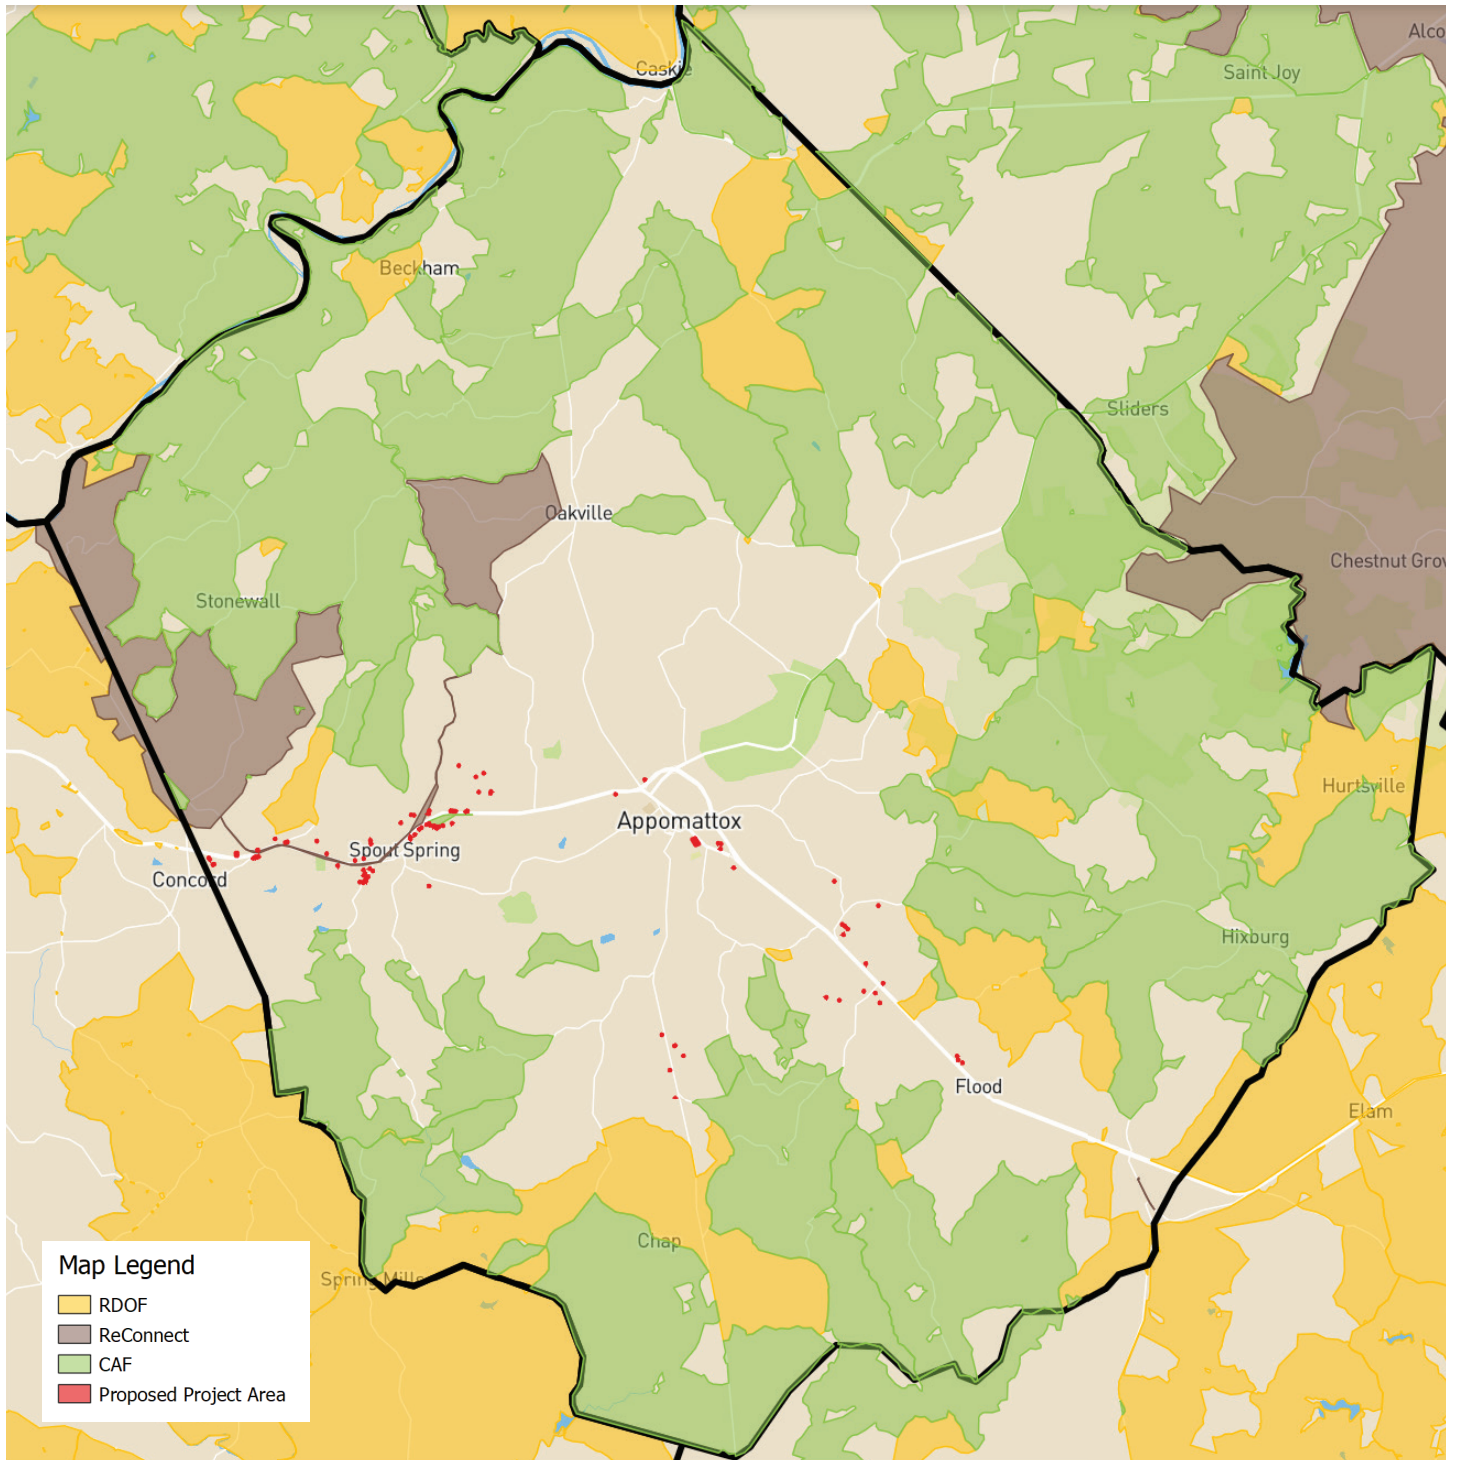 Alco
Caskie
Saint Joy
Beckham
Sliders
Oakville
Chestnut Grov
Stonewall
Hurtsville
Appomattox
Spout Spring
Concord
Hixburg
Flood
Elam
Chap
Spring Mills
Map Legend
RDOF
ReConnect
CAF
Proposed Project Area